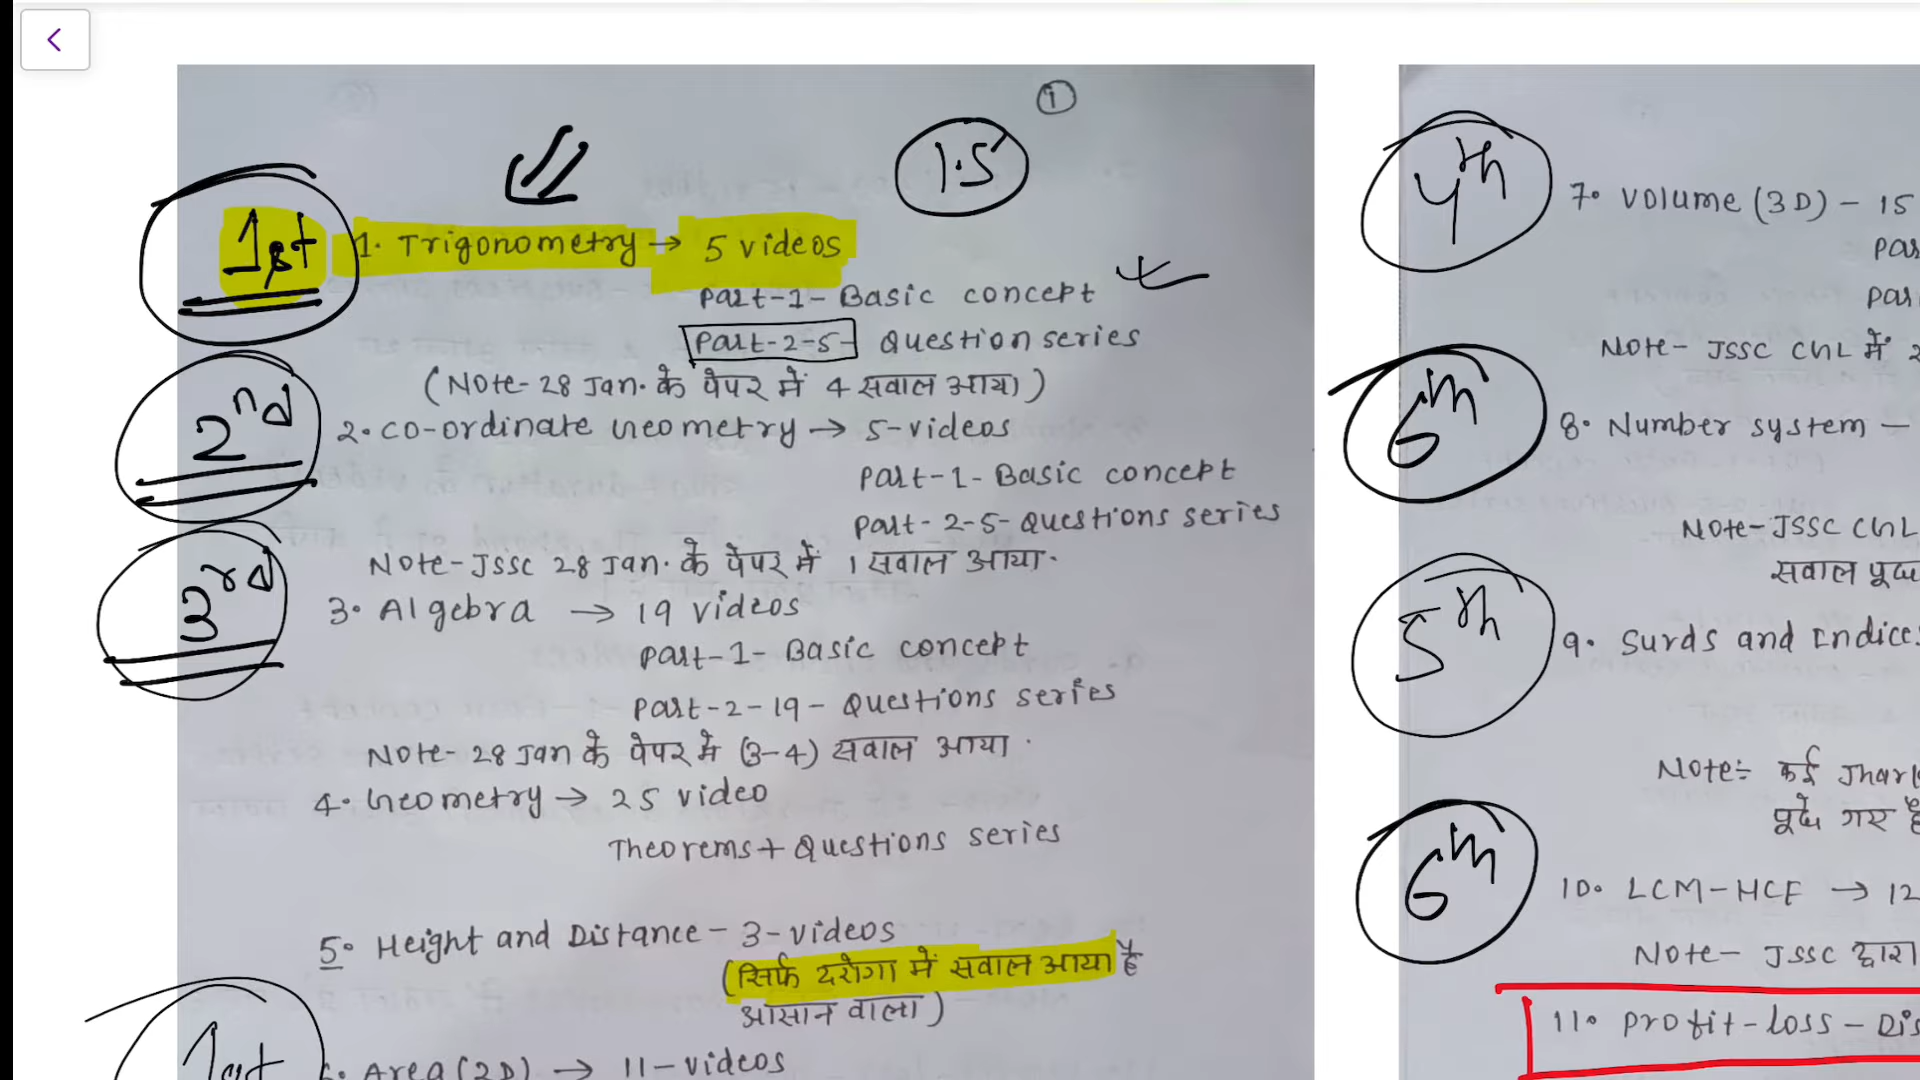 1
1.5
1st
1. Trigonometry → 5 videos
Part-1- Basic concept
Part-2-5- Question series
(Note- 28 Jan. के पेपर में 4 सवाल आया)
2nd
2. CO-ordinate Geometry → 5-videos
Part-1- Basic concept
Part-2-5- Questions series
Note- JSSC 28 Jan. के पेपर में 1 सवाल आया.
3rd
3. Algebra → 19 videos
Part-1- Basic concept
Part-2-19- Questions series
Note- 28 Jan के पेपर में (3-4) सवाल आया.
4. Geometry → 25 video
Theorems + Questions series
5. Height and Distance - 3-videos
(सिर्फ दरोगा में सवाल आया है
आसान वाला)
1st
6. Area (2D) → 11-videos
4th
7. Volume (3D) - 15
Note- JSSC CGL में 2
6th
8. Number system -
Note- JSSC CGL
सवाल पूछ
5th
9. Surds and Indices
Note:- कई Jhar
पूछे गए
6th
10. LCM-HCF → 12
Note- JSSC द्वारा
11. Profit-loss- Dis